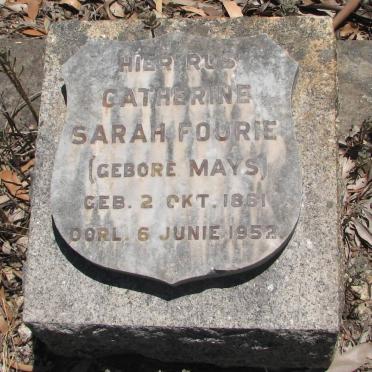 HIER RUS
CATHERINE
SARAH FOURIE
(GEBORE MAYS)
GEB. 2 OKT. 1861
OORL. 6 JUNIE 1952.